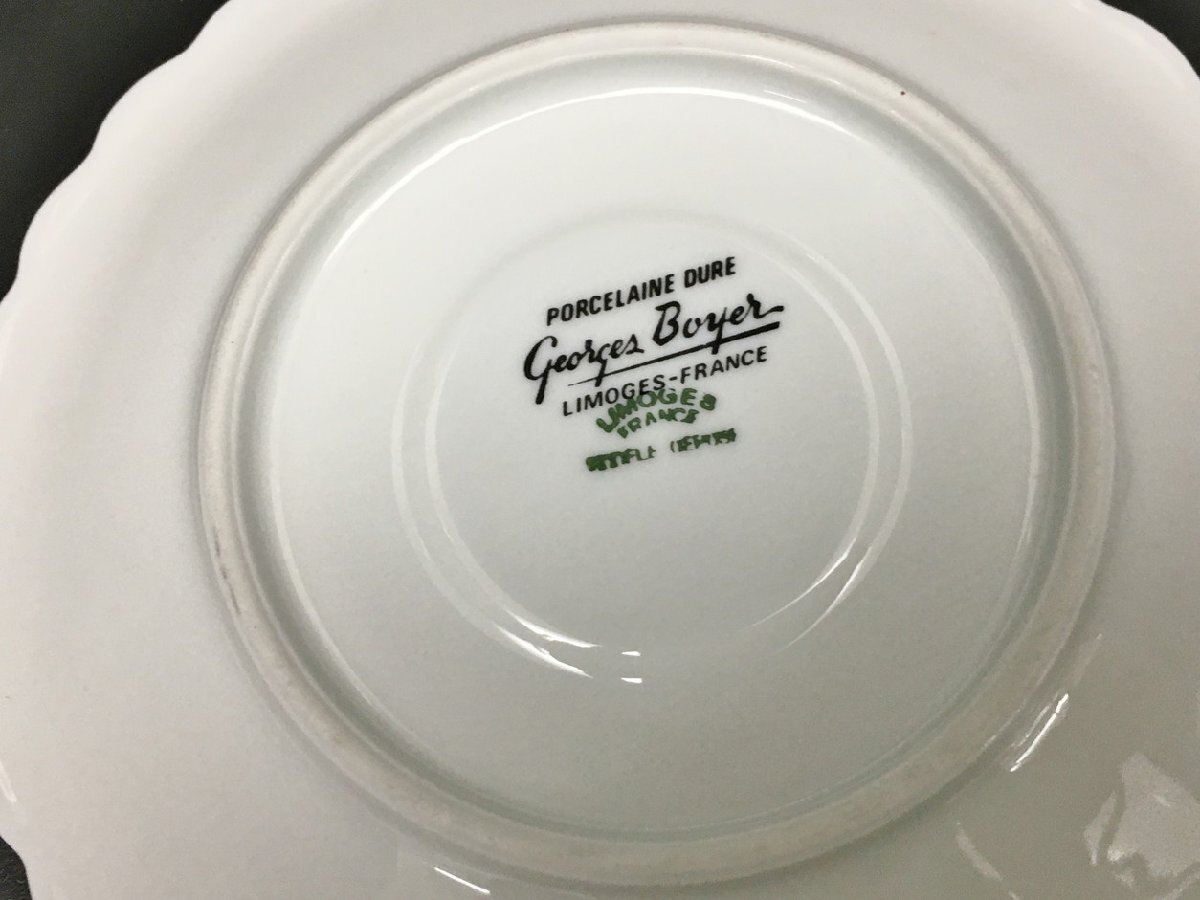 PORCELAINE DURE
Georges Boyer
LIMOGES-FRANCE
LIMOGES
FRANCE